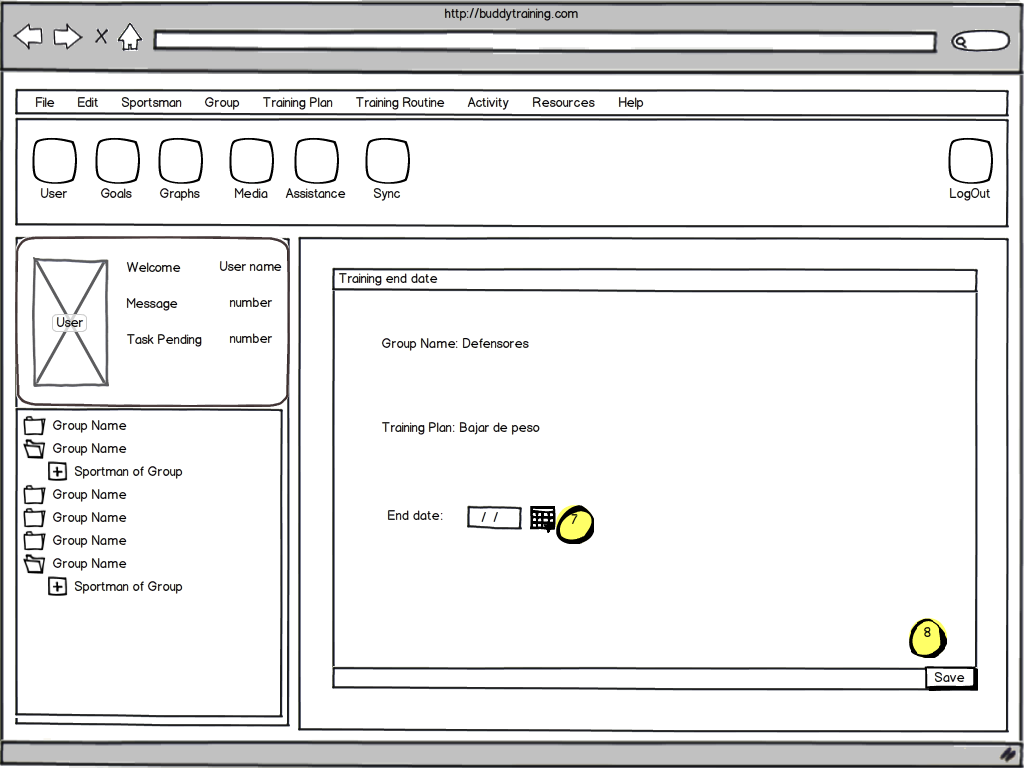 http://buddytraining.com
File Edit Sportsman Group Training Plan Training Routine Activity Resources Help
User Goals Graphs Media Assistance Sync LogOut
Welcome User name
Message number
User
Task Pending number
Group Name
Group Name
Sportman of Group
Group Name
Group Name
Group Name
Group Name
Sportman of Group
Training end date
Group Name: Defensores
Training Plan: Bajar de peso
End date: / / 7
8
Save